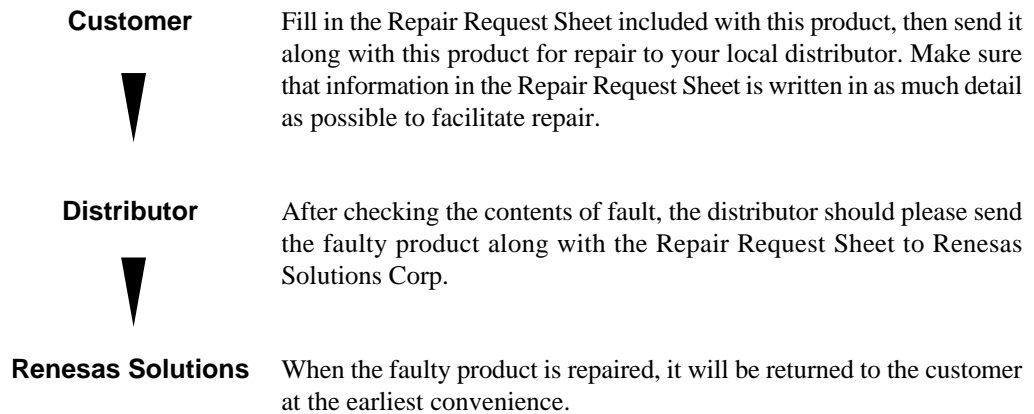 Customer
Fill in the Repair Request Sheet included with this product, then send it
along with this product for repair to your local distributor. Make sure
that information in the Repair Request Sheet is written in as much detail
as possible to facilitate repair.
Distributor
After checking the contents of fault, the distributor should please send
the faulty product along with the Repair Request Sheet to Renesas
Solutions Corp.
Renesas Solutions
When the faulty product is repaired, it will be returned to the customer
at the earliest convenience.